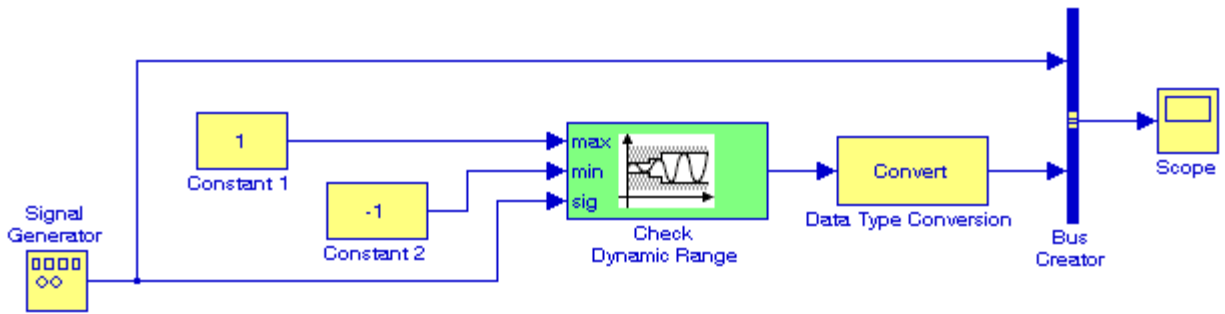 1
Constant 1
-1
Constant 2
Signal
Generator
max
min
sig
Check
Dynamic Range
Convert
Data Type Conversion
Bus
Creator
Scope